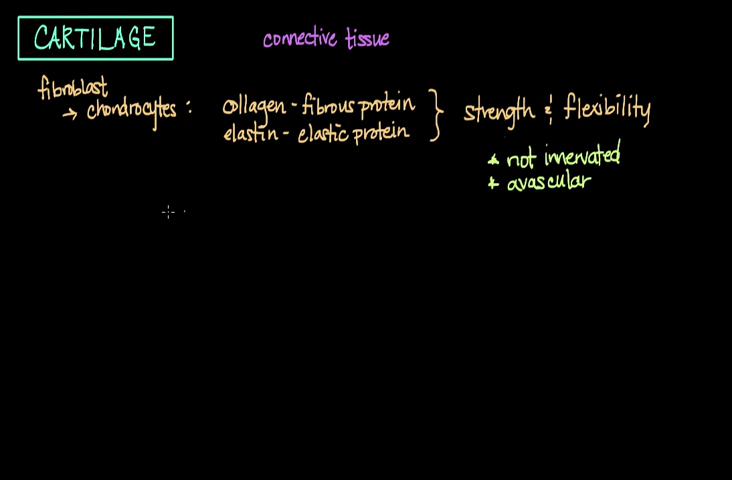 CARTILAGE connective tissue
fibroblast
→ chondrocytes : collagen - fibrous protein } strength & flexibility
elastin - elastic protein
* not innervated
* avascular